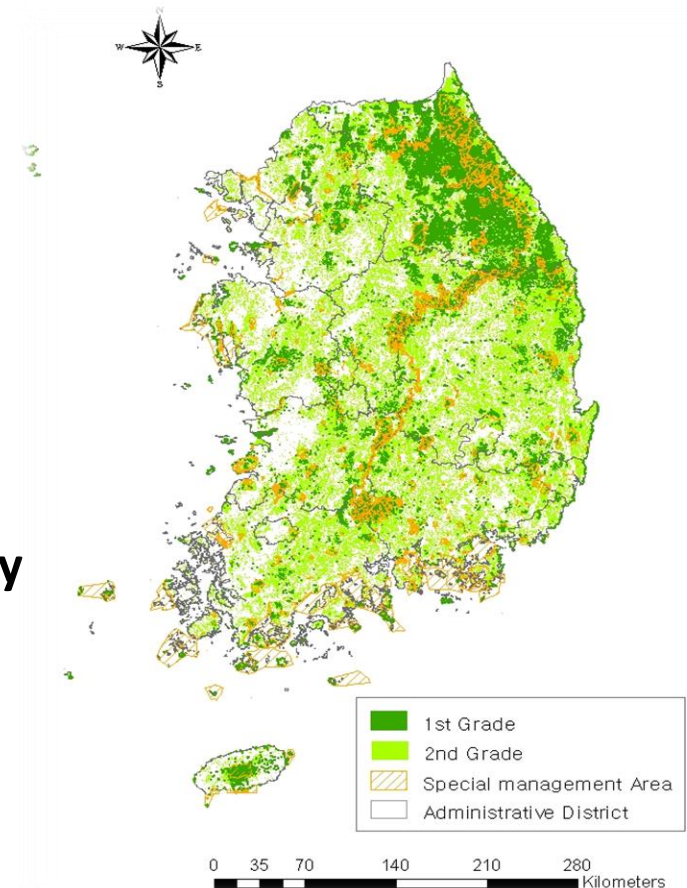 N
W E
S
y
1st Grade
2nd Grade
Special management Area
Administrative District
0 35 70 140 210 280
Kilometers